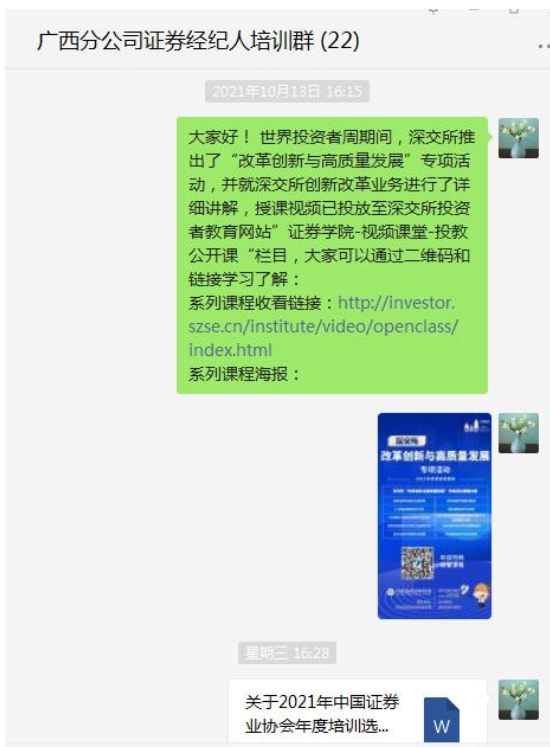 广西分公司证券经纪人培训群 (22)
2021年10月13日 16:15
大家好！ 世界投资者周期间，深交所推
出了“改革创新与高质量发展”专项活
动，并就深交所创新改革业务进行了详
细讲解，授课视频已投放至深交所投资
者教育网站”证券学院-视频课堂-投教
公开课“栏目，大家可以通过二维码和
链接学习了解：
系列课程收看链接：http://investor.
szse.cn/institute/video/openclass/
index.html
系列课程海报：
改革创新与高质量发展
专项活动
星期三 16:28
关于2021年中国证券
业协会年度培训选...
W